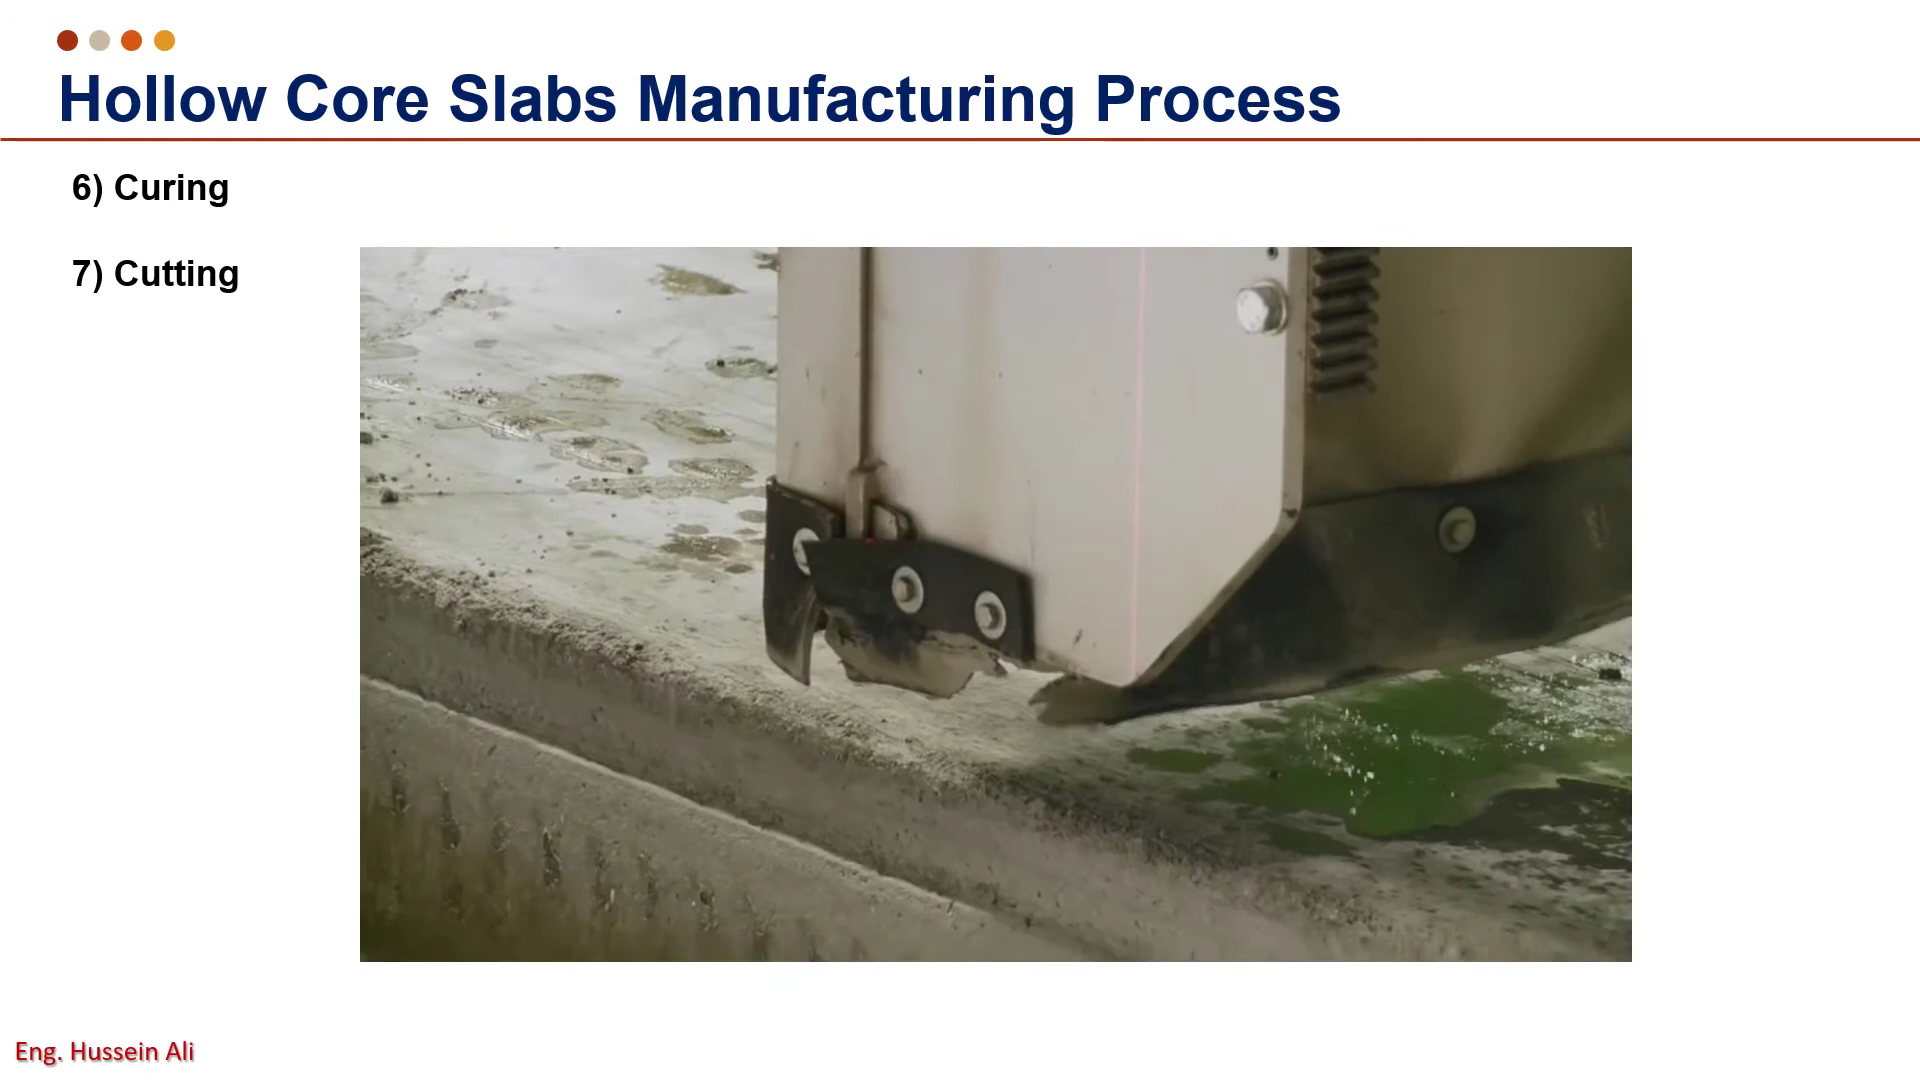 Hollow Core Slabs Manufacturing Process
6) Curing
7) Cutting
Eng. Hussein Ali